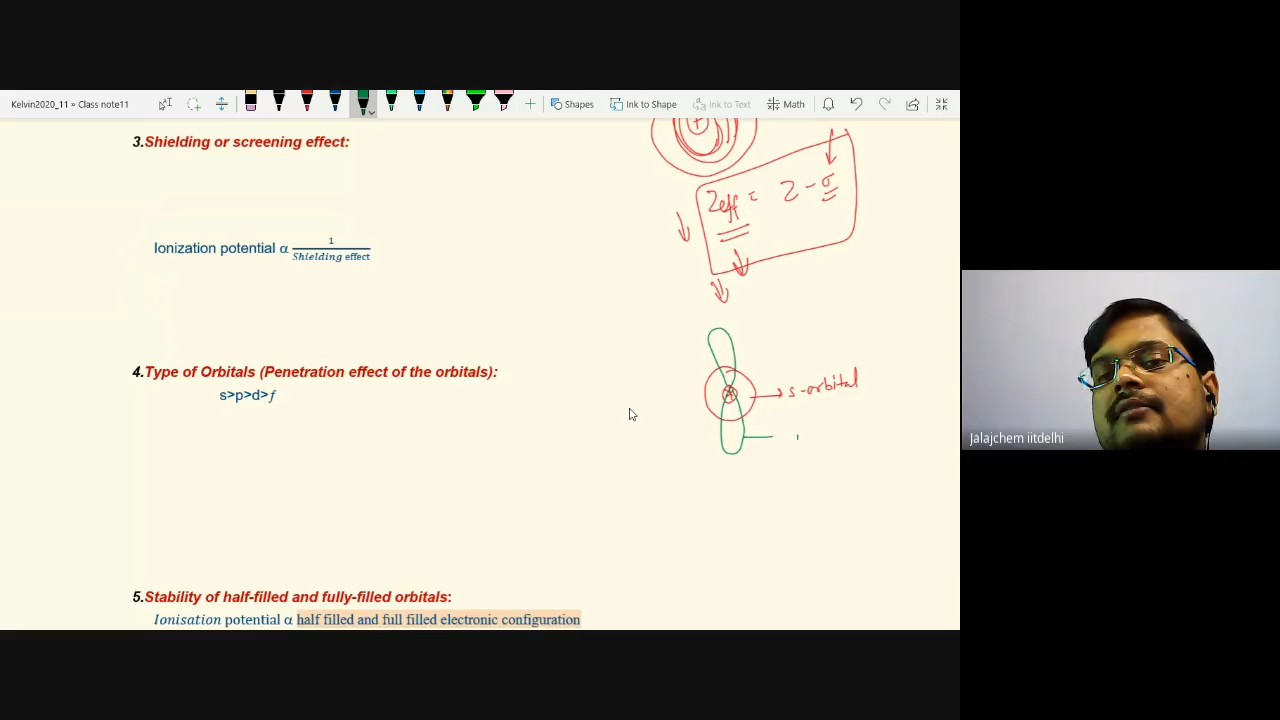 Kelvin2020_11 » Class note11
Shapes
Ink to Shape
Ink to Text
Math
3.Shielding or screening effect:
+
Zeff = Z - σ
Ionization potential α 1/Shielding effect
4.Type of Orbitals (Penetration effect of the orbitals):
s>p>d>f
+
s-orbital
5.Stability of half-filled and fully-filled orbitals:
Ionisation potential α half filled and full filled electronic configuration
Jalajchem iitdelhi